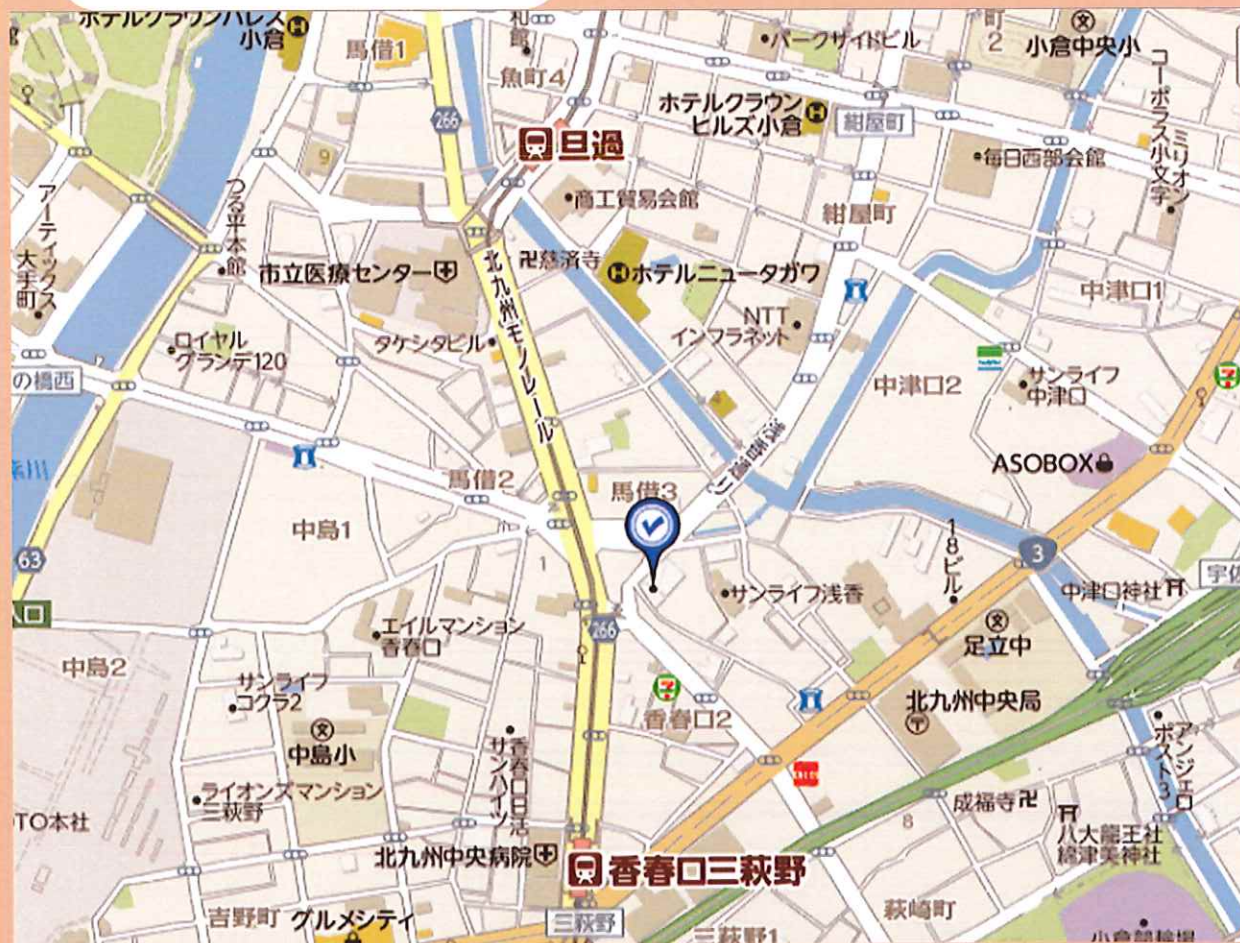 ホテルクラウンパレス
小倉
馬借1
和
館
魚町4
パークサイドビル
町
2
小倉中央小
266
ホテルクラウン
ヒルズ小倉
紺屋町
コーポラス小文字
ミリオン
旦過
9
毎日西部会館
アーティックス
大手町
つる平本館
商工貿易会館
紺屋町
市立医療センター
慈済寺
ホテルニュータガワ
中津口1
北九州モノレール
NTT
インフラネット
ロイヤル
グランデ120
タケシタビル
の橋西
中津口2
サンライフ
中津口
ASOBOX
馬借2
馬借3
中島1
18ビル
3
63
1
サンライフ浅香
中津口神社
宇佐
エイルマンション
香春口
266
足立中
中島2
サンライフ
コクラ2
北九州中央局
香春口2
中島小
香春口日活
サンハイツ
アンジェロ
ポスト3
ライオンズマンション
三萩野
TO本社
8
成福寺
八大龍王社
綿津美神社
北九州中央病院
香春口三萩野
吉野町
グルメシティ
三萩野
三萩野1
萩崎町
小倉競輪場